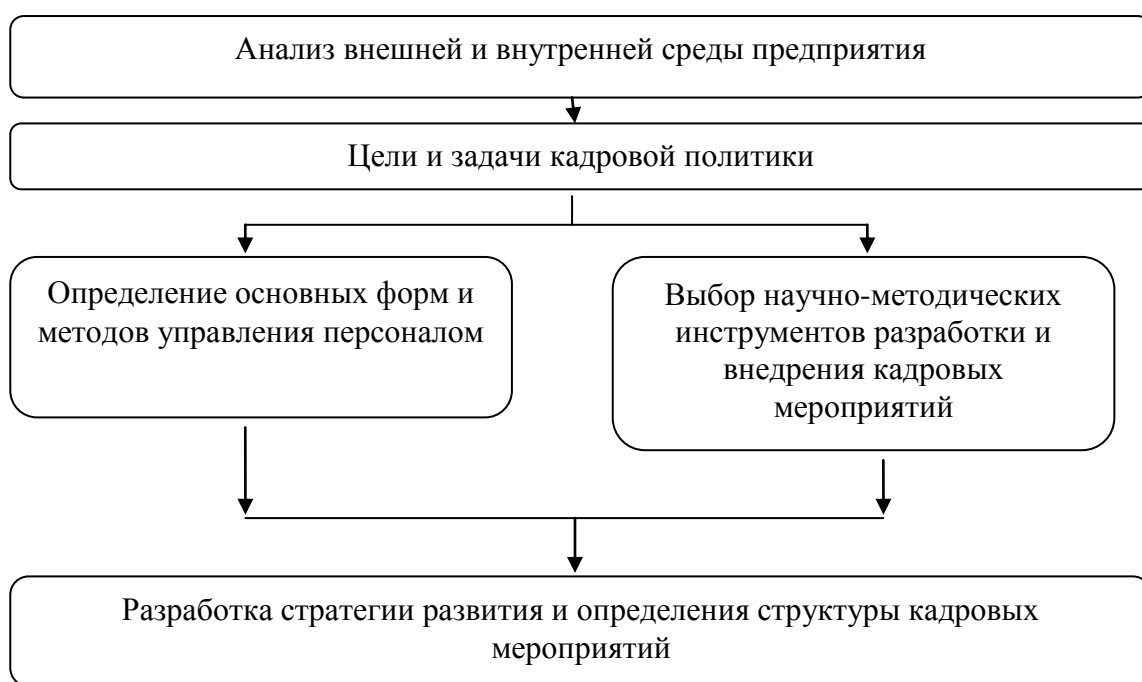 Анализ внешней и внутренней среды предприятия
Цели и задачи кадровой политики
Определение основных форм и
методов управления персоналом
Выбор научно-методических
инструментов разработки и
внедрения кадровых
мероприятий
Разработка стратегии развития и определения структуры кадровых
мероприятий